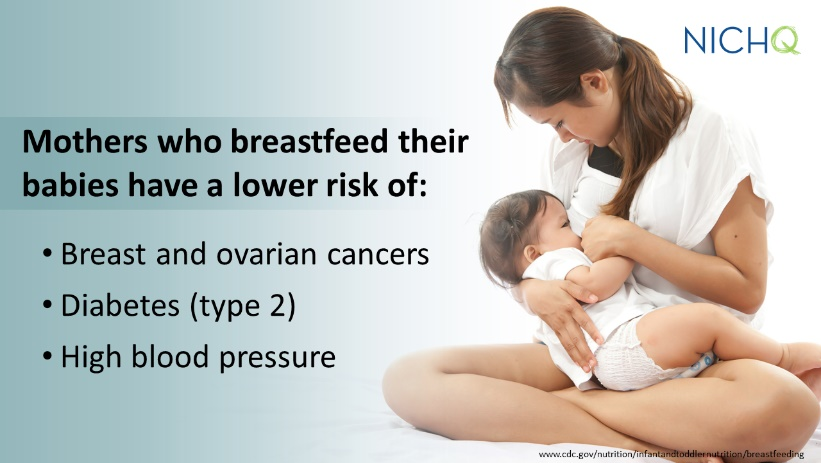 NICHQ
Mothers who breastfeed their
babies have a lower risk of:
• Breast and ovarian cancers
• Diabetes (type 2)
• High blood pressure
www.cdc.gov/nutrition/infantandtoddlernutrition/breastfeeding